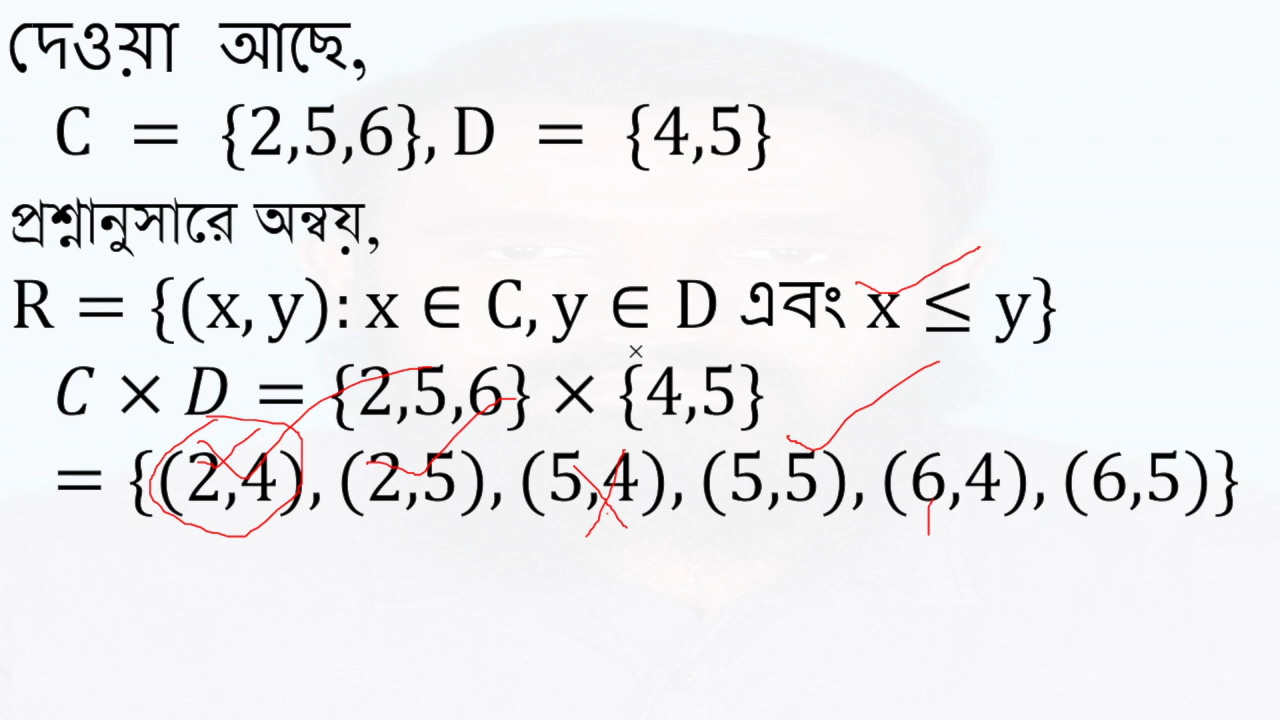 দেওয়া আছে,
C = {2,5,6}, D = {4,5}
প্রশ্নানুসারে অন্বয়,
R = {(x, y): x ∈ C, y ∈ D এবং x ≤ y}
C × D = {2,5,6} × {4,5}
= {(2,4), (2,5), (5,4), (5,5), (6,4), (6,5)}